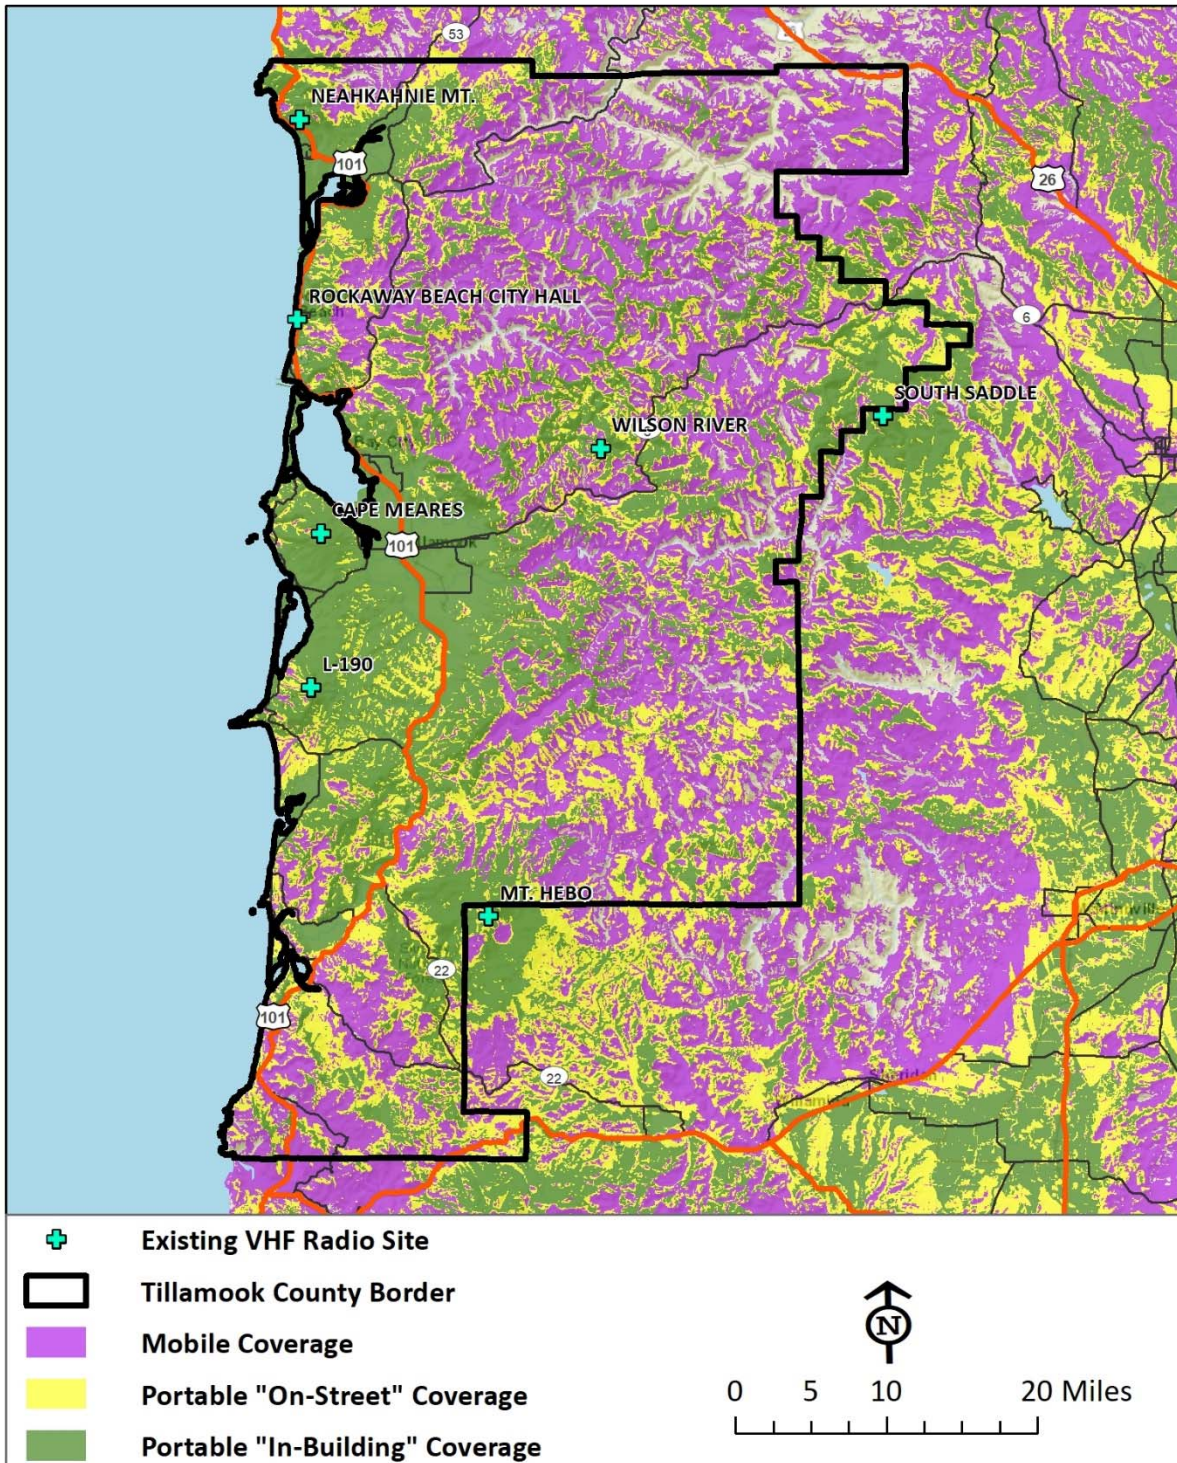 53
NEAHKAHNIE MT.
101
26
ROCKAWAY BEACH CITY HALL
6
SOUTH SADDLE
WILSON RIVER
CAPE MEARES
101
L-190
MT. HEBO
22
101
22
Existing VHF Radio Site
Tillamook County Border
Mobile Coverage
Portable "On-Street" Coverage
Portable "In-Building" Coverage
N
0 5 10 20 Miles